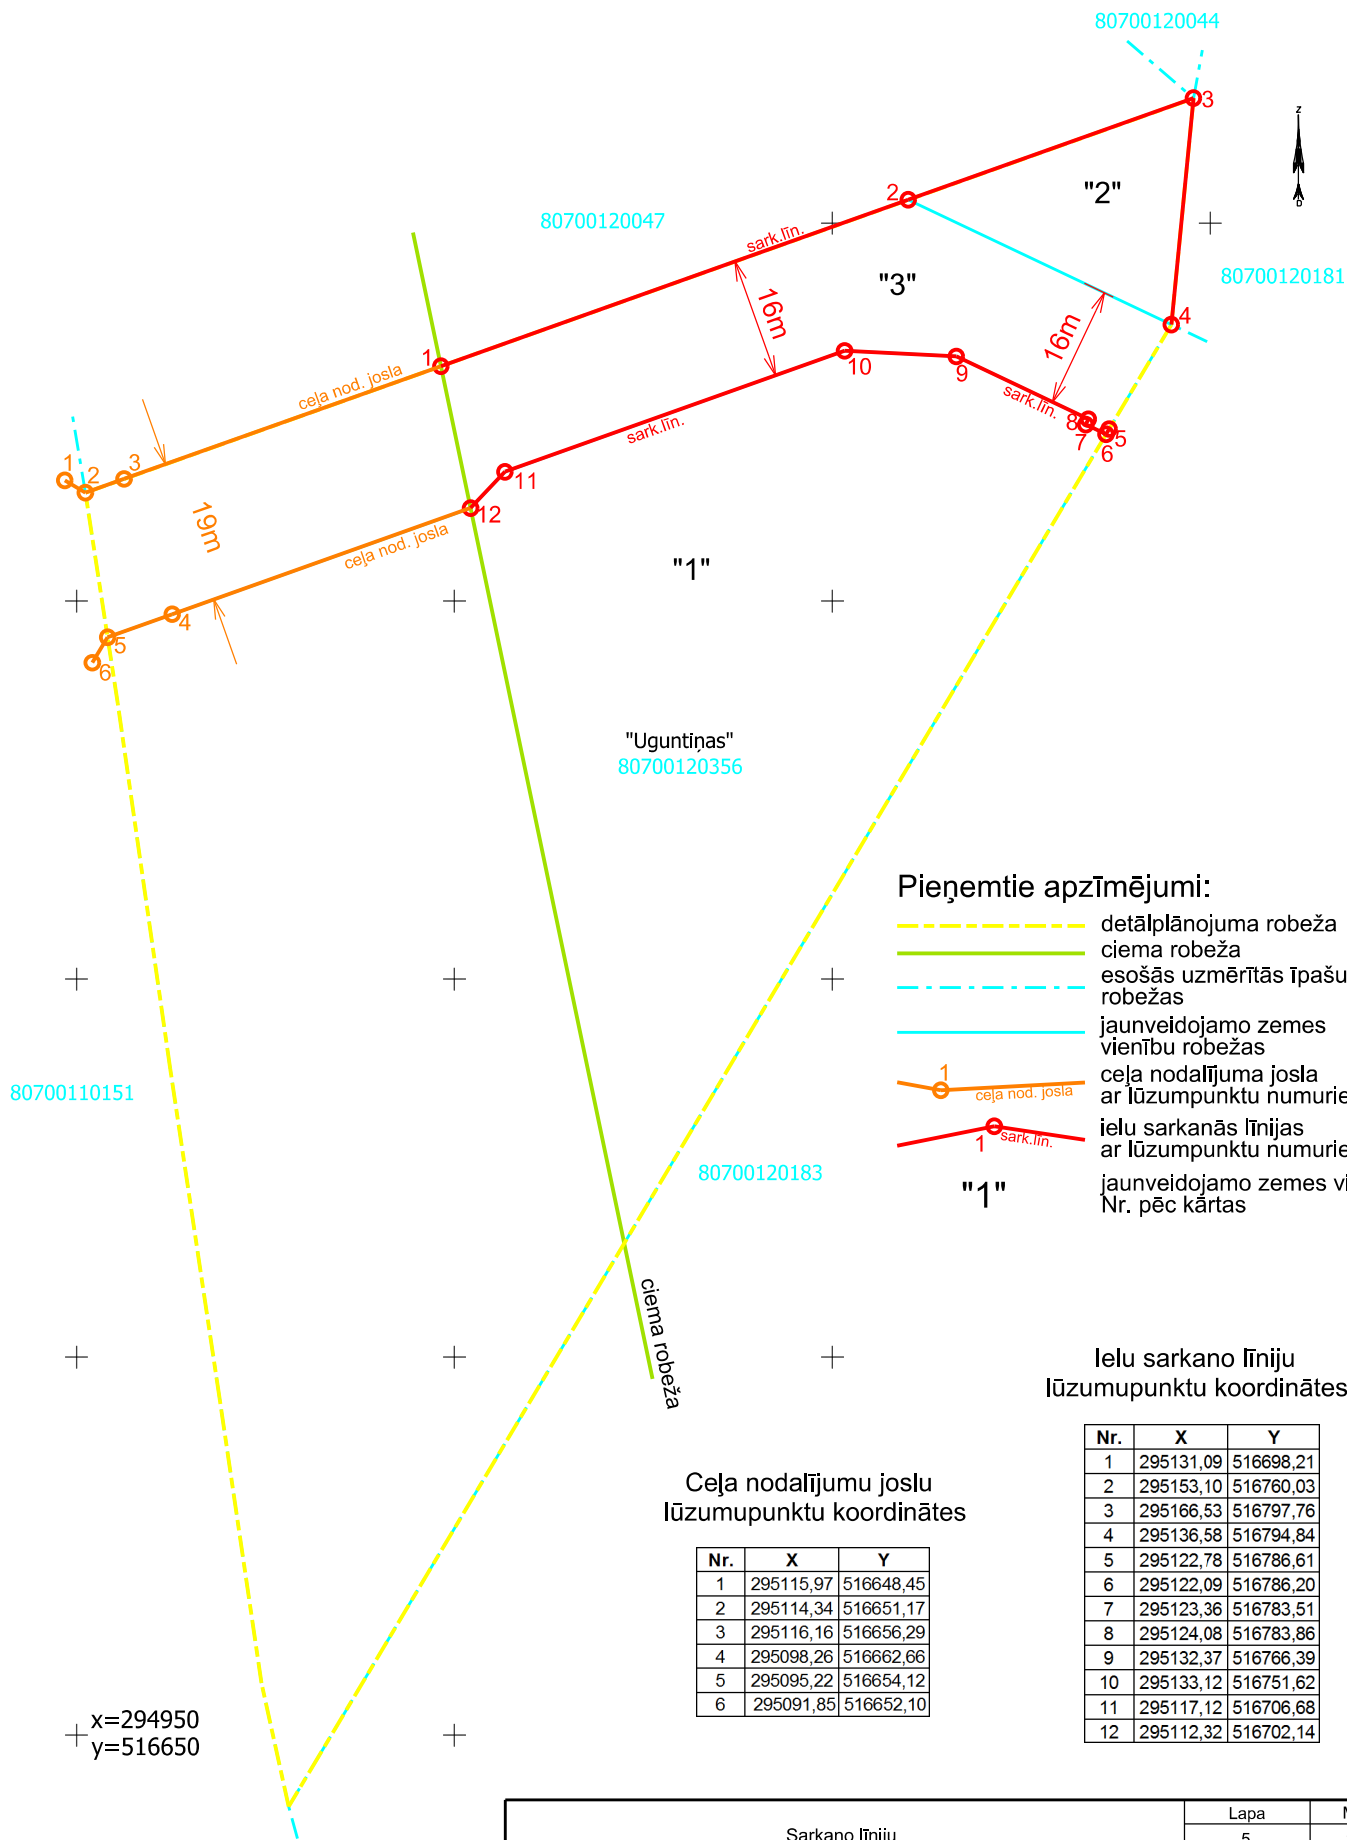 80700120044
3
z
"2"
2
80700120047
sark.līn.
"3"
80700120181
D
16m
4
16m
1
ceļa nod. josla
10
9
sark.līn.
8
5
7
6
sark.līn.
1
2
3
11
12
19m
ceļa nod. josla
"1"
4
5
6
"Uguntiņas"
80700120356
Pieņemtie apzīmējumi:
detālplānojuma robeža
ciema robeža
esošās uzmērītās īpašu
robežas
jaunveidojamo zemes
vienību robežas
1
ceļa nod. josla
ceļa nodalījuma josla
ar lūzumpunktu numurie
1
sark.līn.
ielu sarkanās līnijas
ar lūzumpunktu numurie
"1"
jaunveidojamo zemes vi
Nr. pēc kārtas
80700110151
80700120183
ciema robeža
Ielu sarkano līniju
lūzumupunktu koordinātes
Nr. X Y
1 295131,09 516698,21
2 295153,10 516760,03
3 295166,53 516797,76
4 295136,58 516794,84
5 295122,78 516786,61
6 295122,09 516786,20
7 295123,36 516783,51
8 295124,08 516783,86
9 295132,37 516766,39
10 295133,12 516751,62
11 295117,12 516706,68
12 295112,32 516702,14
Ceļa nodalījumu joslu
lūzumupunktu koordinātes
Nr. X Y
1 295115,97 516648,45
2 295114,34 516651,17
3 295116,16 516656,29
4 295098,26 516662,66
5 295095,22 516654,12
6 295091,85 516652,10
x=294950
y=516650
Sarkano līniju
Lapa
5